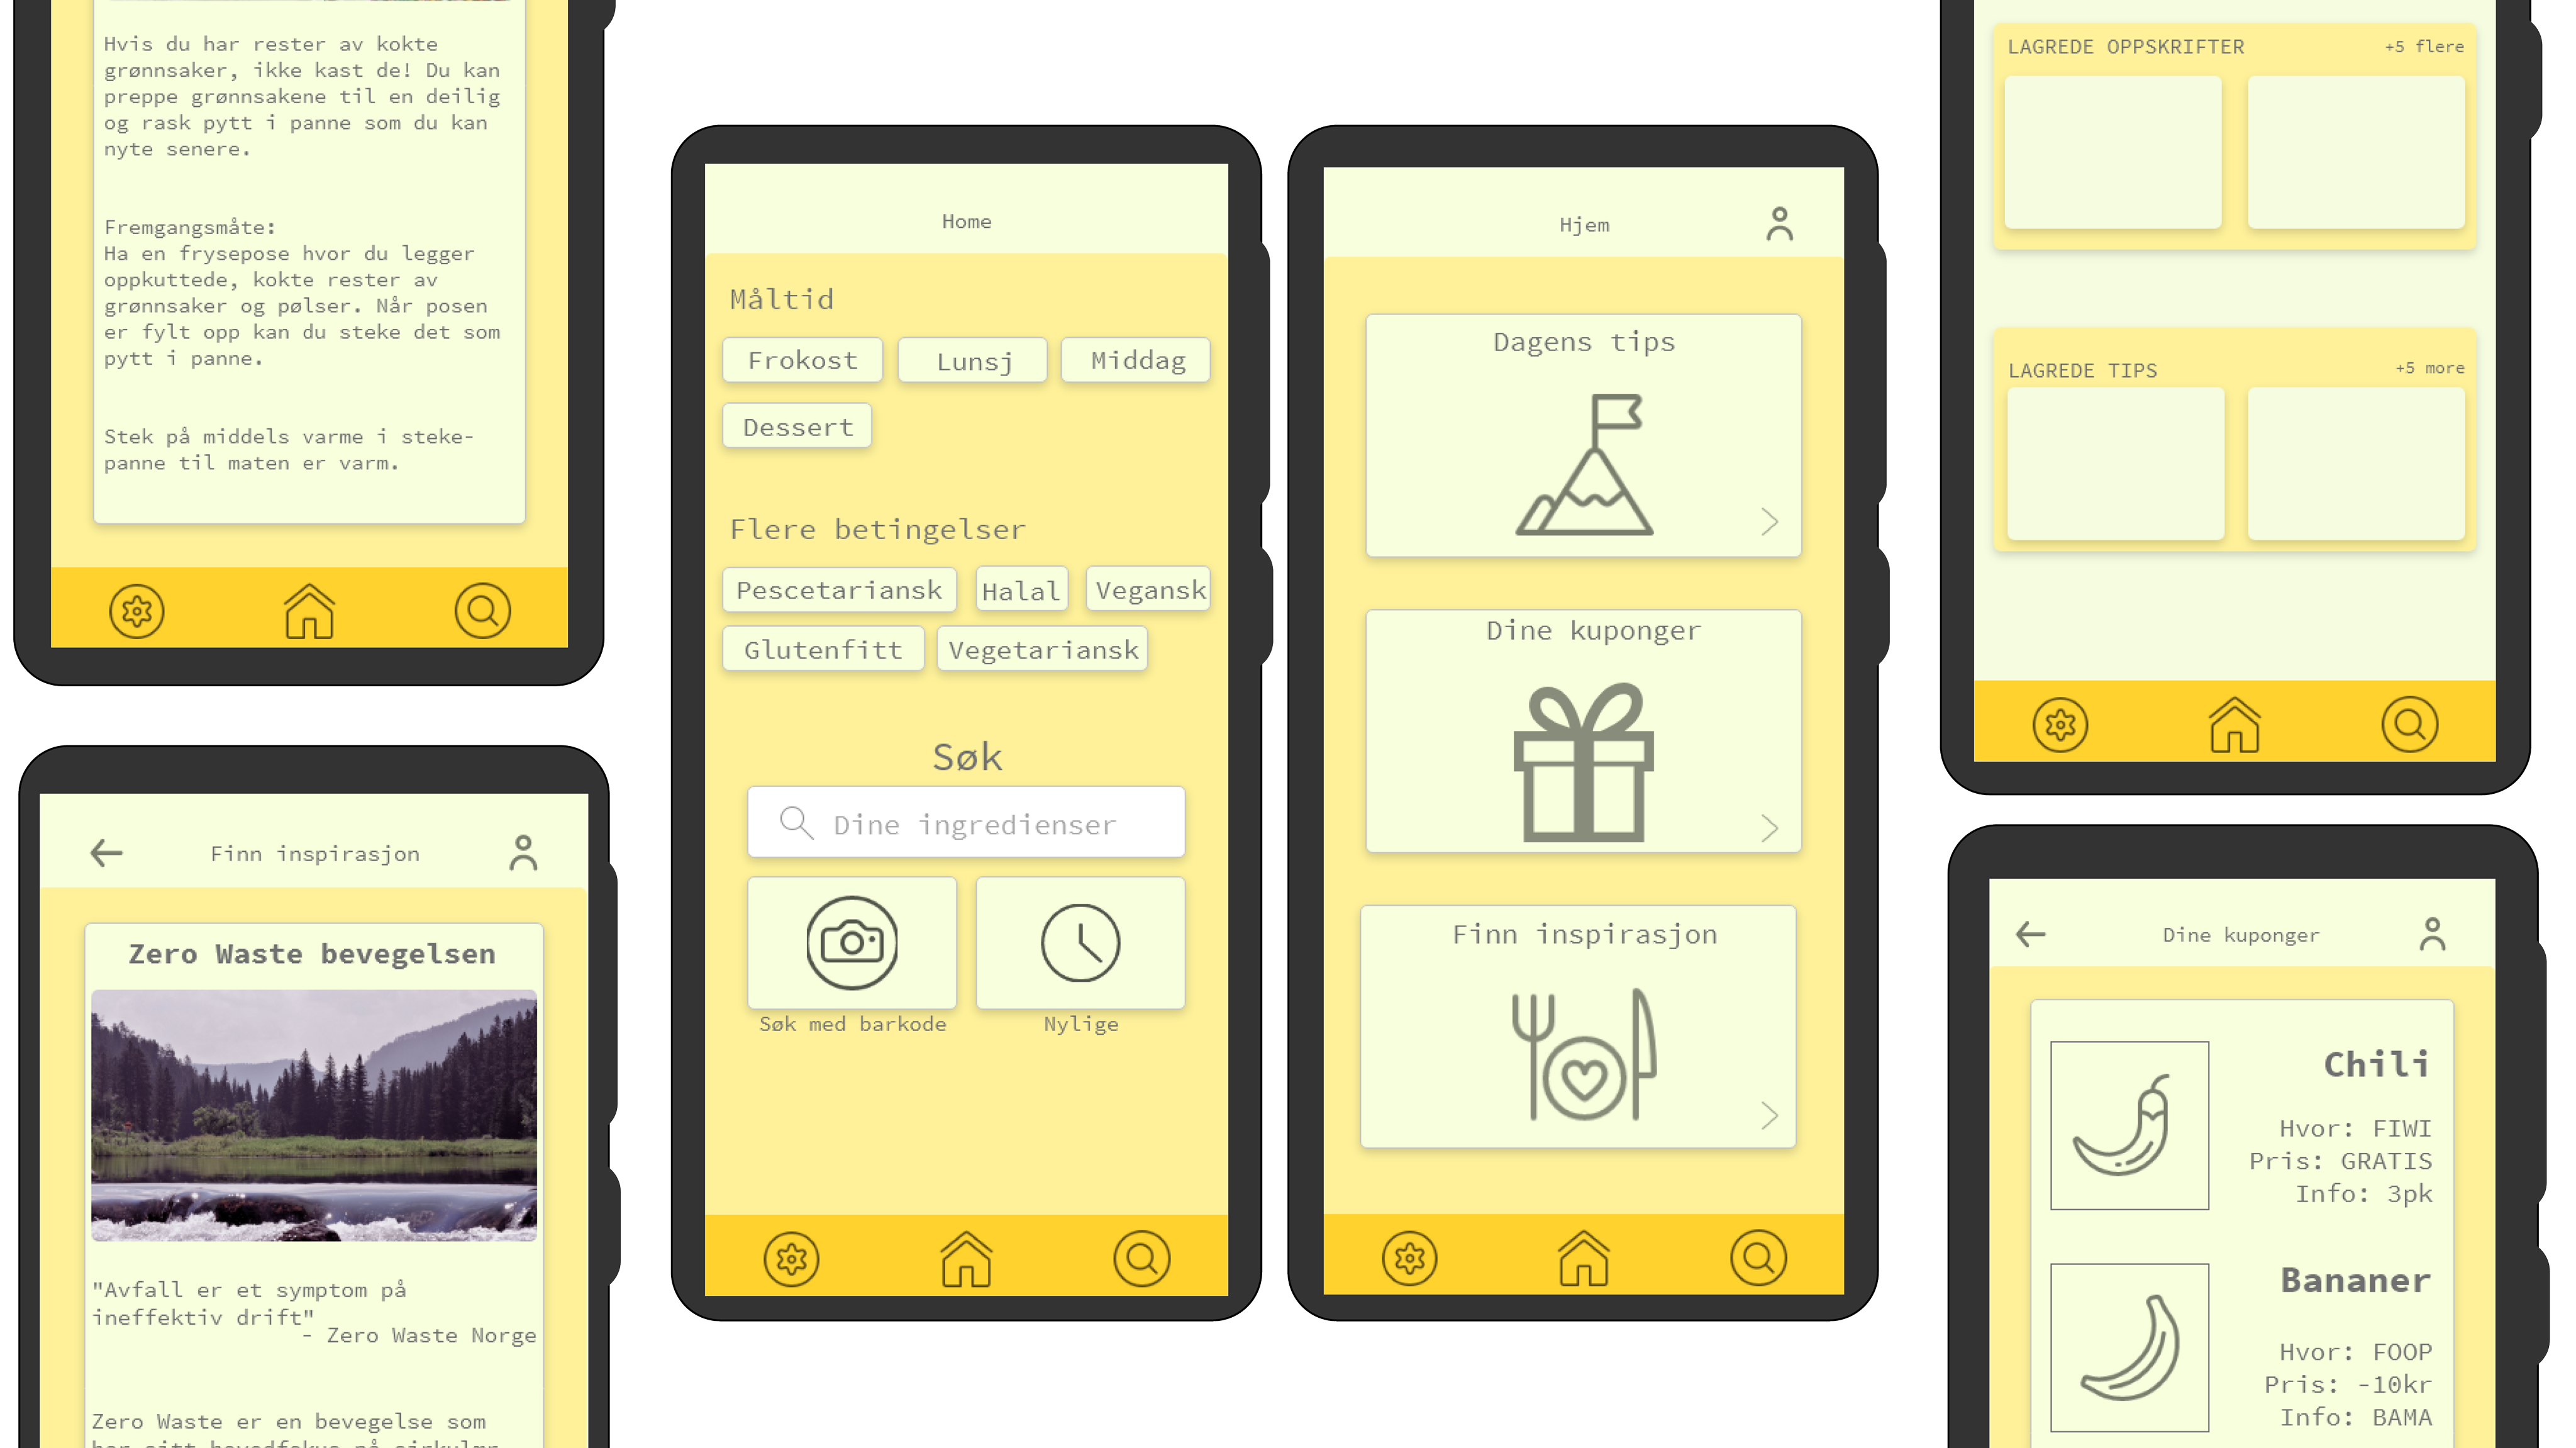 Hvis du har rester av kokte
grønnsaker, ikke kast de! Du kan
preppe grønnsakene til en deilig
og rask pytt i panne som du kan
nyte senere.
Fremgangsmåte:
Ha en frysepose hvor du legger
oppkuttede, kokte rester av
grønnsaker og pølser. Når posen
er fylt opp kan du steke det som
pytt i panne.
Stek på middels varme i steke-
panne til maten er varm.
Finn inspirasjon
Zero Waste bevegelsen
"Avfall er et symptom på
ineffektiv drift"
- Zero Waste Norge
Zero Waste er en bevegelse som
Home
Måltid
Frokost Lunsj Middag
Dessert
Flere betingelser
Pescetariansk Halal Vegansk
Glutenfitt Vegetariansk
Søk
Dine ingredienser
Søk med barkode Nylige
Hjem
Dagens tips
Dine kuponger
Finn inspirasjon
LAGREDE OPPSKRIFTER +5 flere
LAGREDE TIPS +5 more
Dine kuponger
Chili
Hvor: FIWI
Pris: GRATIS
Info: 3pk
Bananer
Hvor: FOOP
Pris: -10kr
Info: BAMA